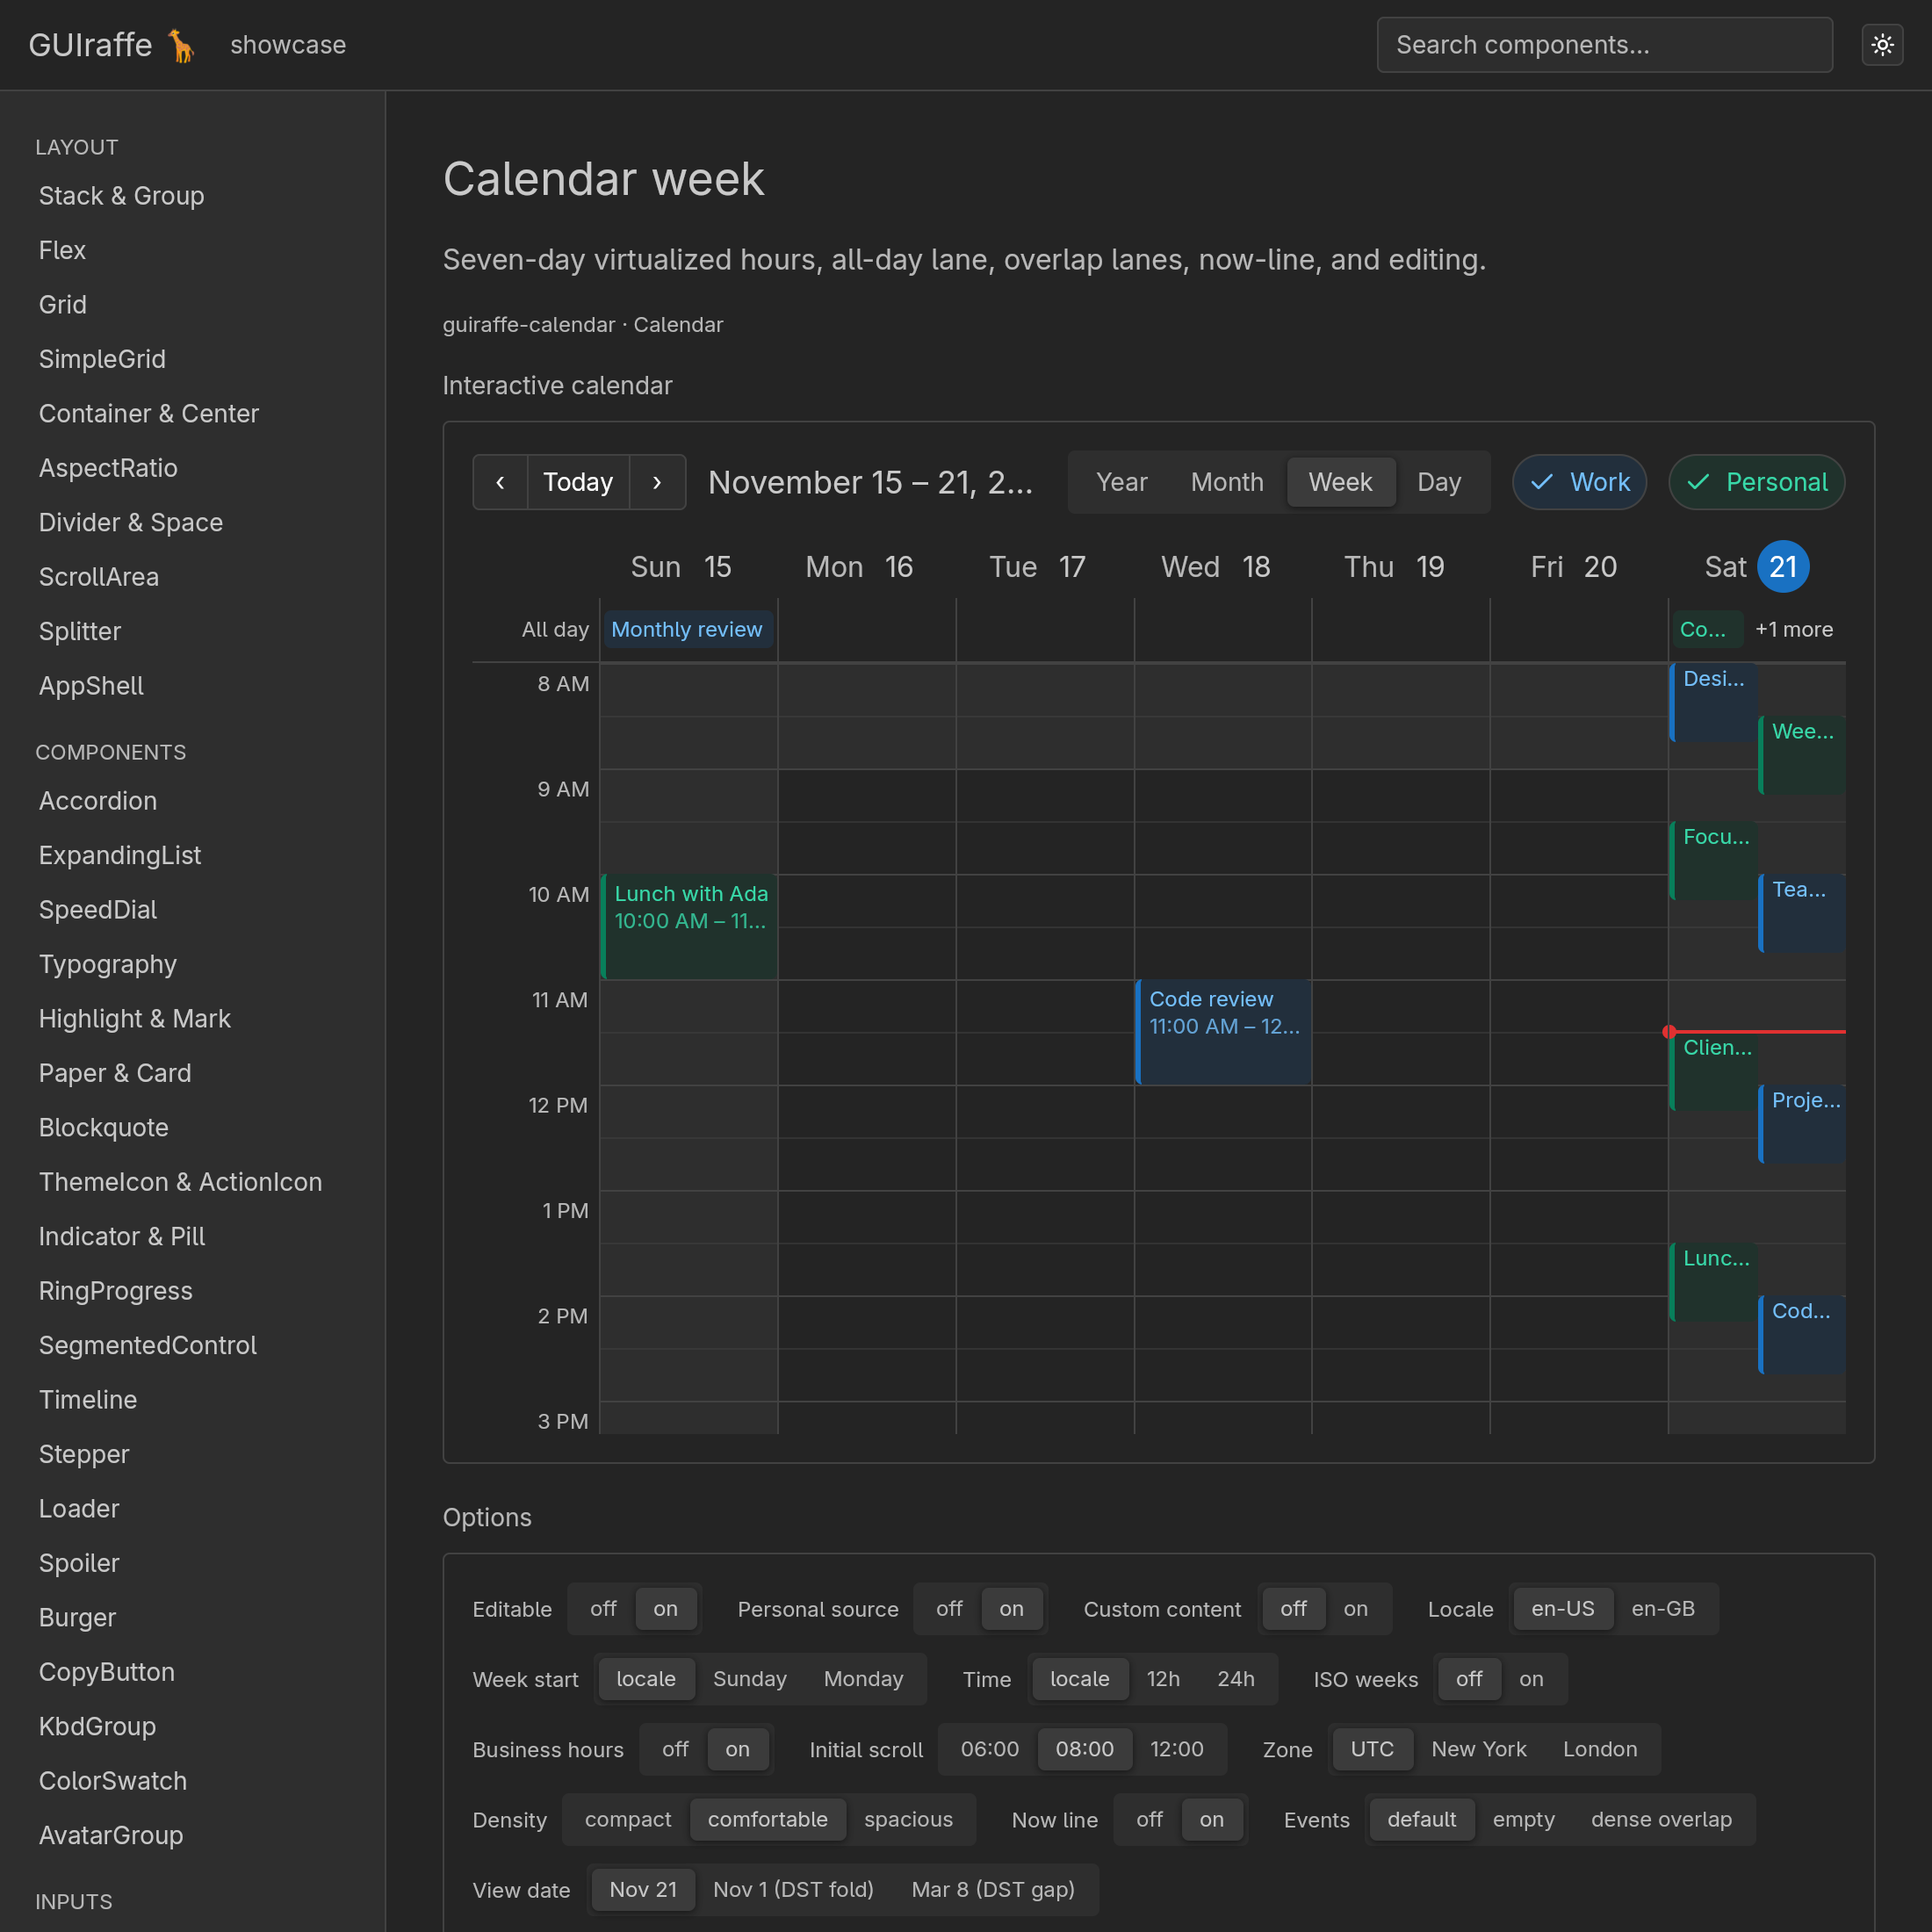 GUIraffe showcase
Search components...
LAYOUT
Stack & Group
Flex
Grid
SimpleGrid
Container & Center
AspectRatio
Divider & Space
ScrollArea
Splitter
AppShell
COMPONENTS
Accordion
ExpandingList
SpeedDial
Typography
Highlight & Mark
Paper & Card
Blockquote
ThemeIcon & ActionIcon
Indicator & Pill
RingProgress
SegmentedControl
Timeline
Stepper
Loader
Spoiler
Burger
CopyButton
KbdGroup
ColorSwatch
AvatarGroup
INPUTS
Calendar week
Seven-day virtualized hours, all-day lane, overlap lanes, now-line, and editing.
guiraffe-calendar · Calendar
Interactive calendar
‹ Today › November 15 – 21, 2... Year Month Week Day Work Personal
Sun 15 Mon 16 Tue 17 Wed 18 Thu 19 Fri 20 Sat 21
All day Monthly review Co... +1 more
8 AM Desi...
Wee...
9 AM
Focu...
10 AM Lunch with Ada Tea...
10:00 AM – 11...
11 AM Code review
11:00 AM – 12...
Clien...
12 PM Proje...
1 PM
Lunc...
2 PM Cod...
3 PM
Options
Editable off on Personal source off on Custom content off on Locale en-US en-GB
Week start locale Sunday Monday Time locale 12h 24h ISO weeks off on
Business hours off on Initial scroll 06:00 08:00 12:00 Zone UTC New York London
Density compact comfortable spacious Now line off on Events default empty dense overlap
View date Nov 21 Nov 1 (DST fold) Mar 8 (DST gap)